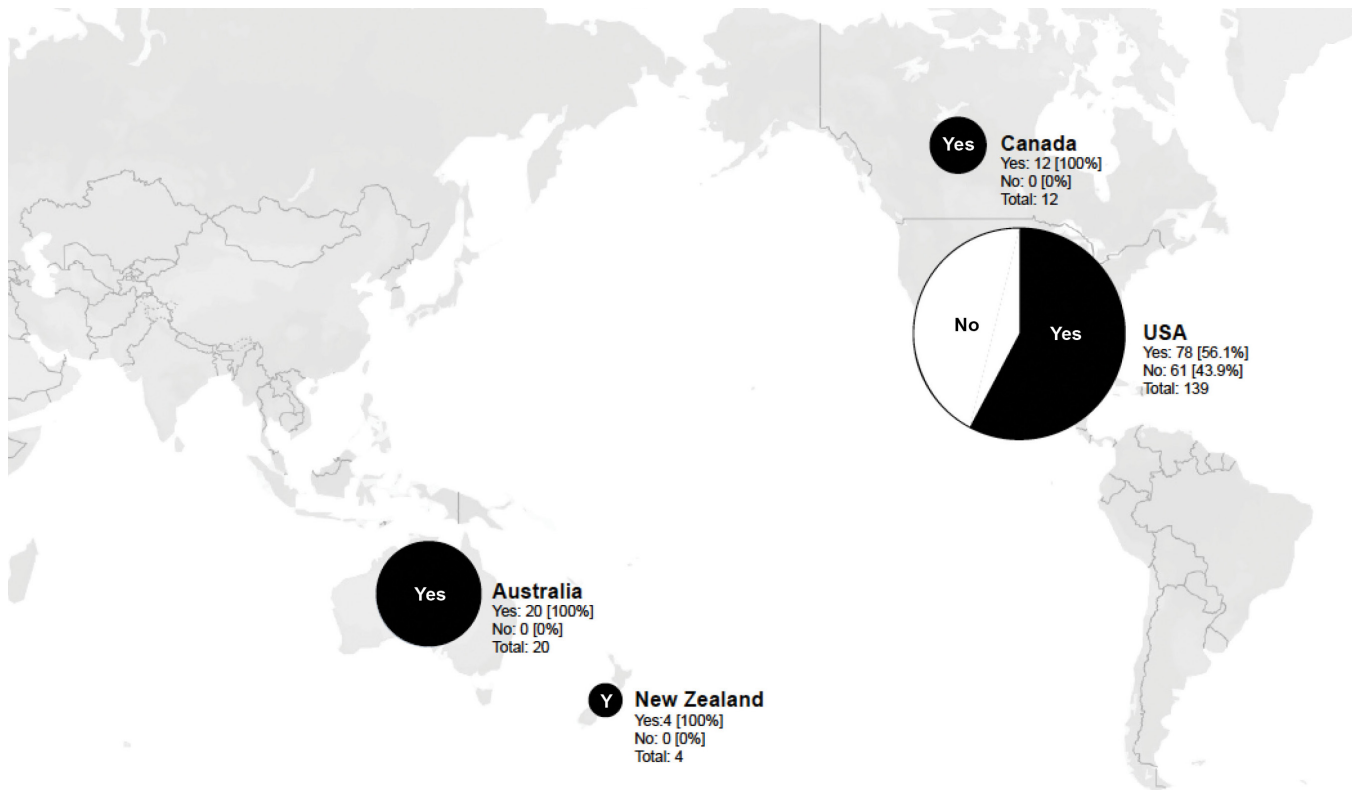 Yes
Canada
Yes: 12 [100%]
No: 0 [0%]
Total: 12
No
Yes
USA
Yes: 78 [56.1%]
No: 61 [43.9%]
Total: 139
Yes
Australia
Yes: 20 [100%]
No: 0 [0%]
Total: 20
Y
New Zealand
Yes:4 [100%]
No: 0 [0%]
Total: 4